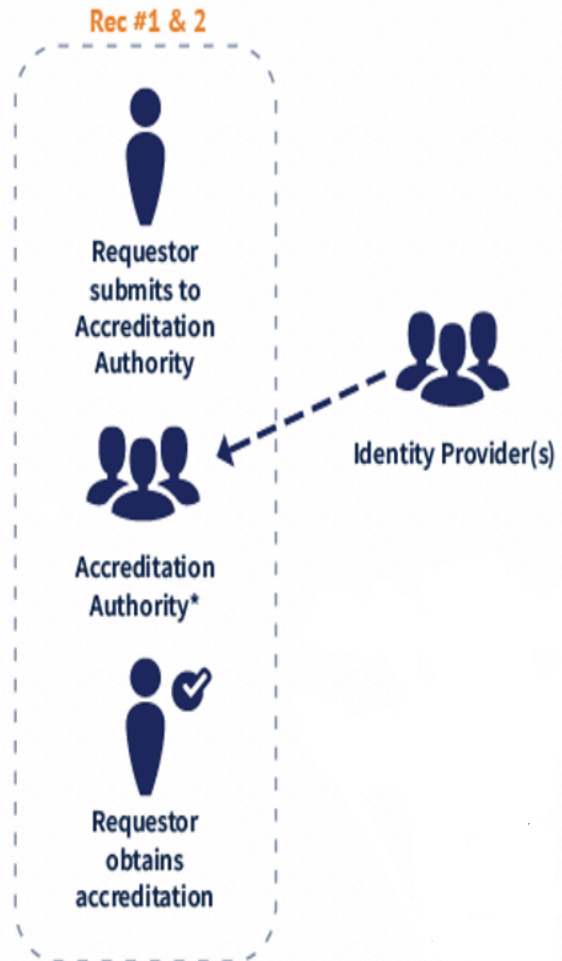 Rec #1 & 2
Requestor
submits to
Accreditation
Authority
Identity Provider(s)
Accreditation
Authority*
Requestor
obtains
accreditation